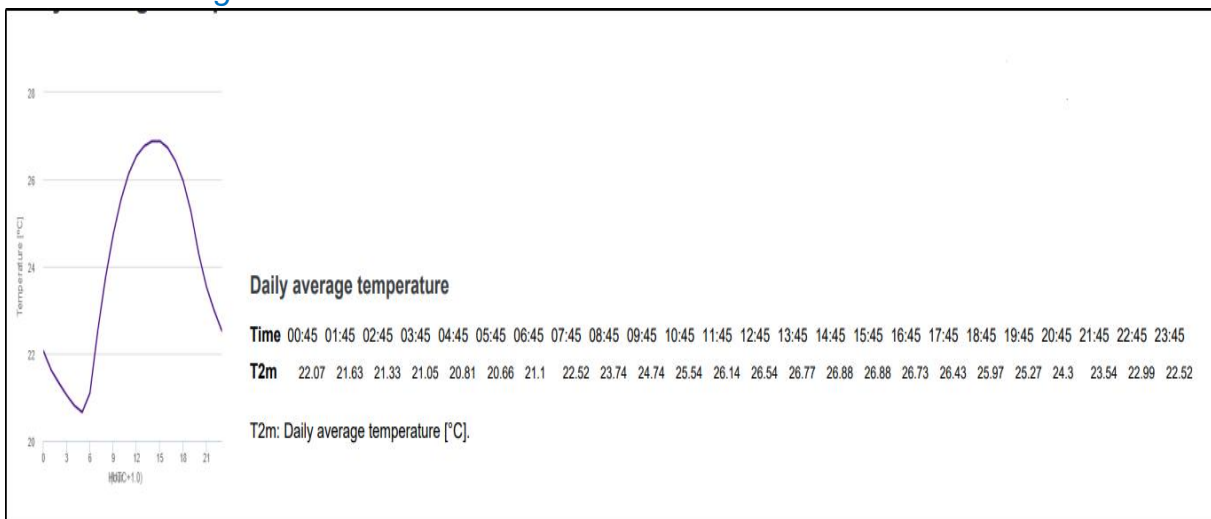 28
26
24
22
20
Temperature [°C]
0 3 6 9 12 15 18 21
Daily average temperature
Time 00:45 01:45 02:45 03:45 04:45 05:45 06:45 07:45 08:45 09:45 10:45 11:45 12:45 13:45 14:45 15:45 16:45 17:45 18:45 19:45 20:45 21:45 22:45 23:45
T2m 22.07 21.63 21.33 21.05 20.81 20.66 21.1 22.52 23.74 24.74 25.54 26.14 26.54 26.77 26.88 26.88 26.73 26.43 25.97 25.27 24.3 23.54 22.99 22.52
T2m: Daily average temperature [°C].